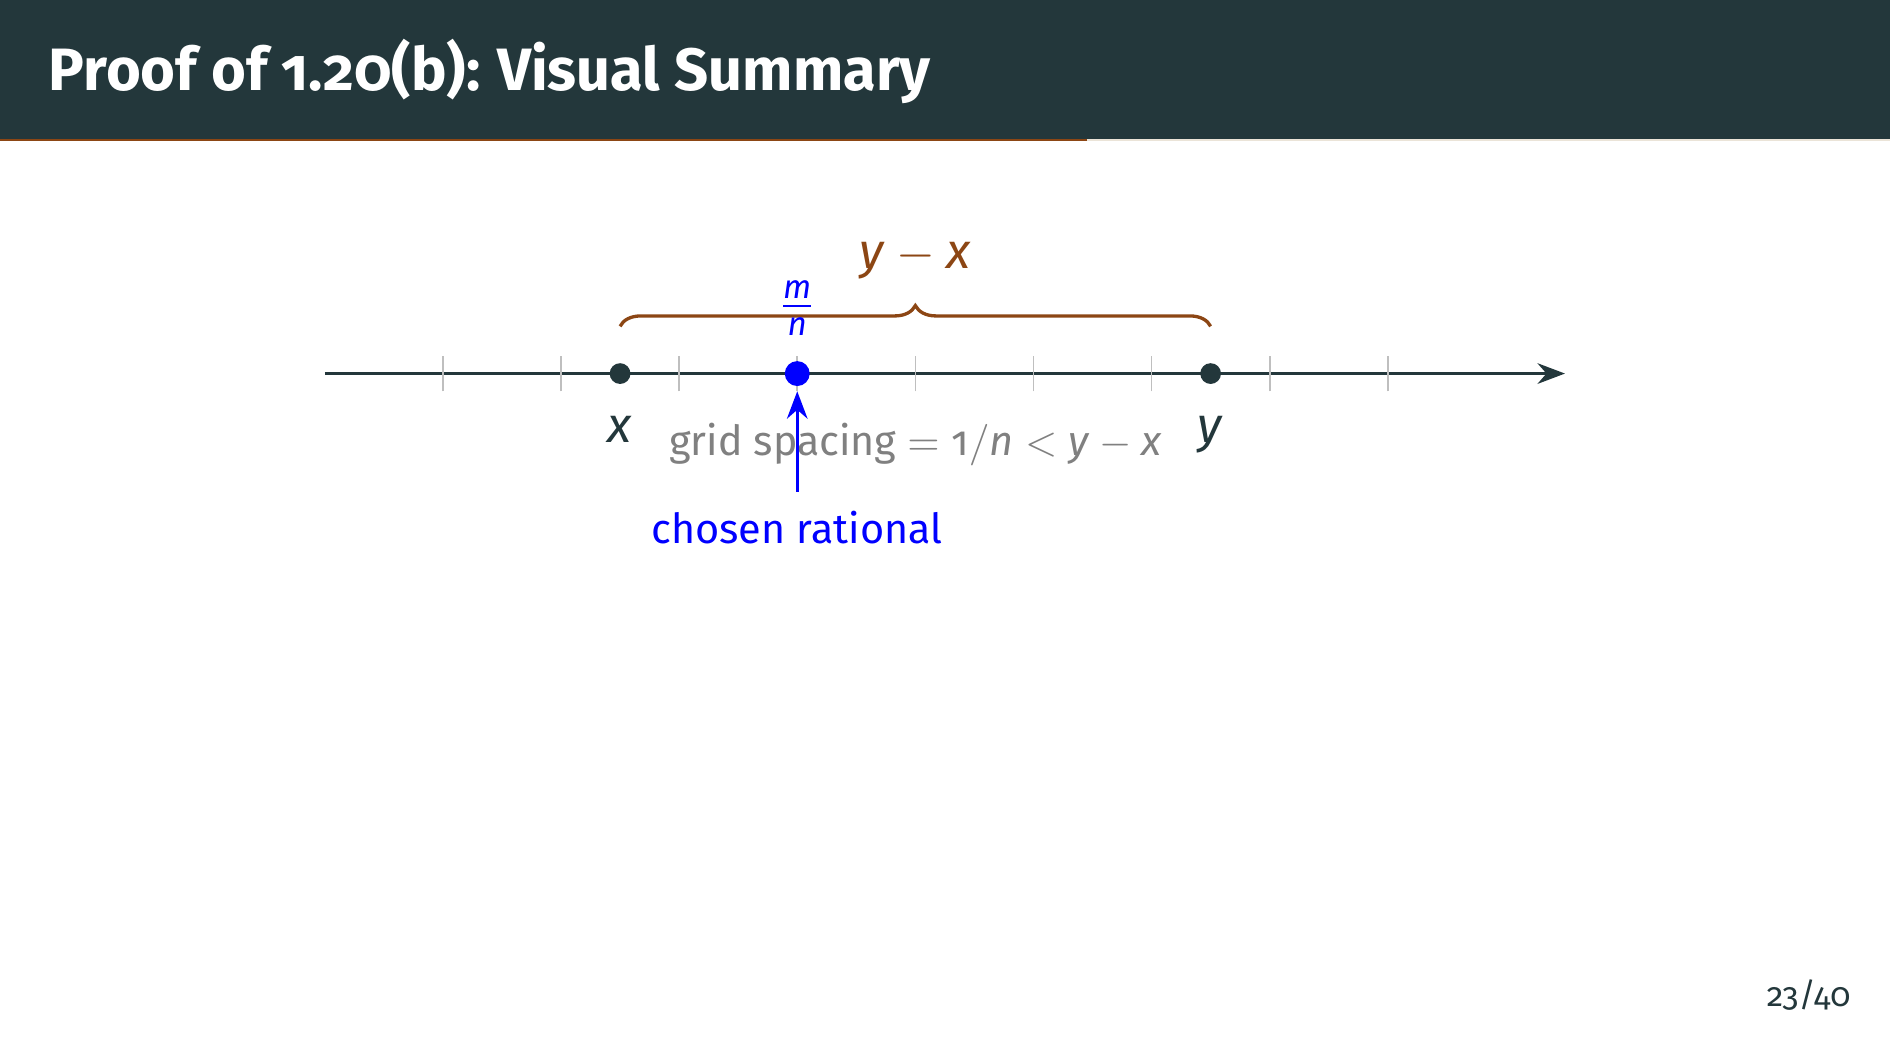 Proof of 1.20(b): Visual Summary
y − x
m/n
x
y
grid spacing = 1/n < y − x
chosen rational
23/40